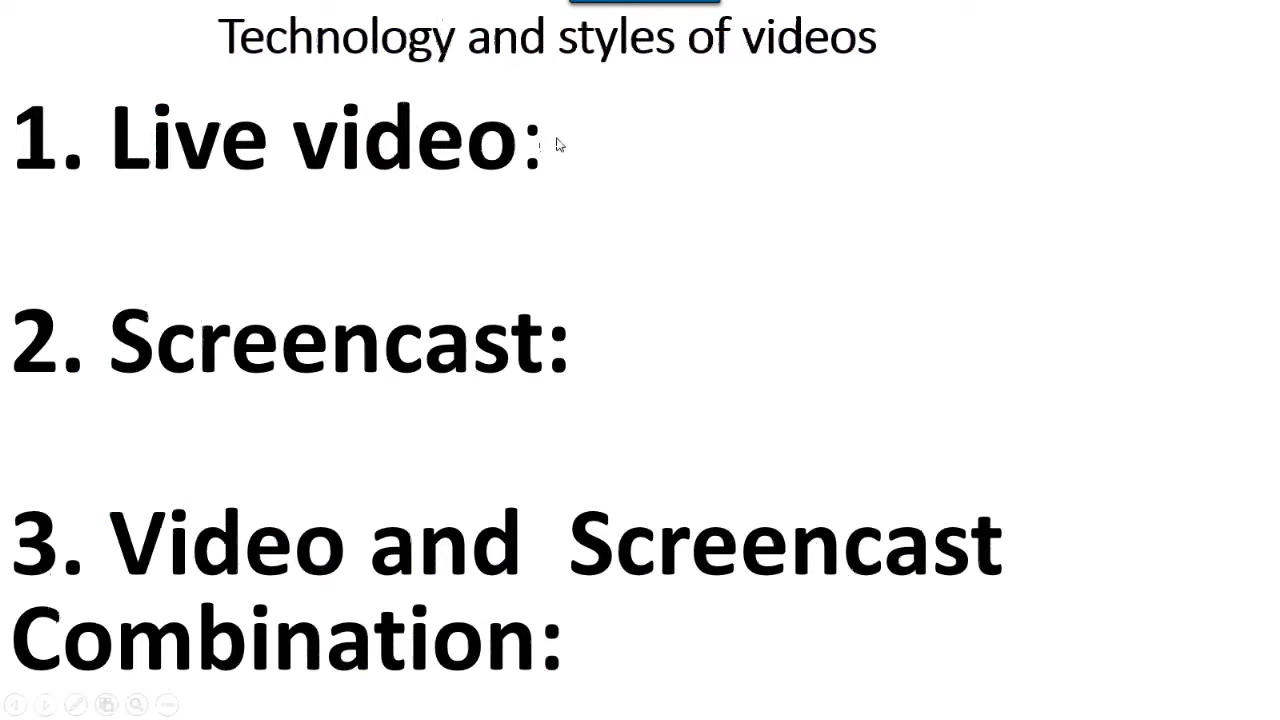 Technology and styles of videos
1. Live video:
2. Screencast:
3. Video and  Screencast
Combination: